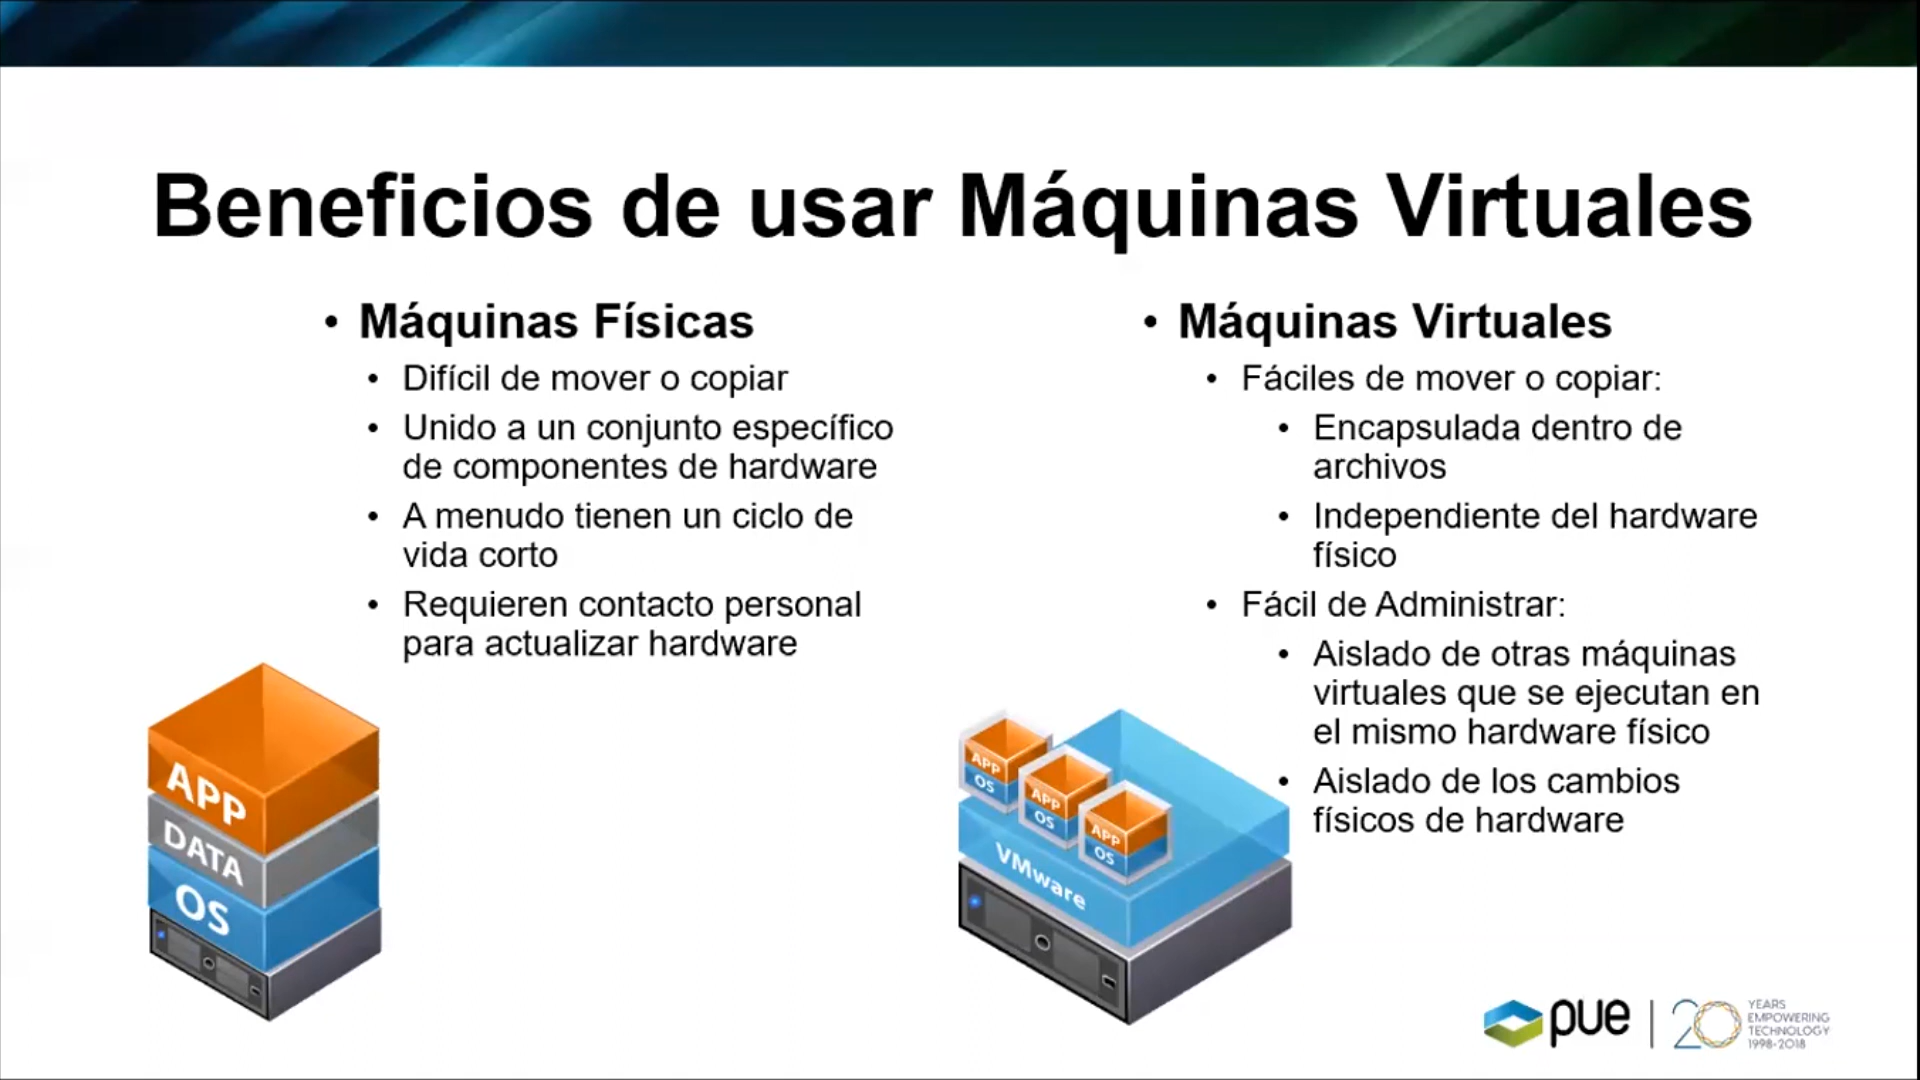 Beneficios de usar Máquinas Virtuales
• Máquinas Físicas
• Difícil de mover o copiar
• Unido a un conjunto específico
de componentes de hardware
• A menudo tienen un ciclo de
vida corto
• Requieren contacto personal
para actualizar hardware
• Máquinas Virtuales
• Fáciles de mover o copiar:
• Encapsulada dentro de
archivos
• Independiente del hardware
físico
• Fácil de Administrar:
• Aislado de otras máquinas
virtuales que se ejecutan en
el mismo hardware físico
• Aislado de los cambios
físicos de hardware
APP
DATA
OS
APP
OS
APP
OS
APP
OS
VMware
pue
20
YEARS
EMPOWERING
TECHNOLOGY
1998-2018